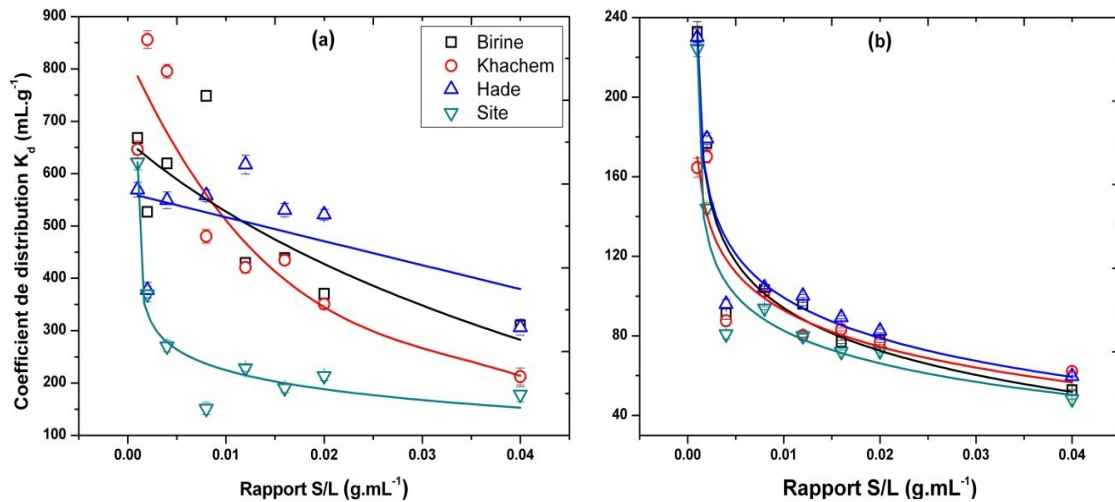 Coefficient de distribution K_d (mL.g⁻¹)
900
800
700
600
500
400
300
200
100
(a)
Birine
Khachem
Hade
Site
0.00
0.01
0.02
0.03
0.04
Rapport S/L (g.mL⁻¹)
240
200
160
120
80
40
(b)
0.00
0.01
0.02
0.03
0.04
Rapport S/L (g.mL⁻¹)